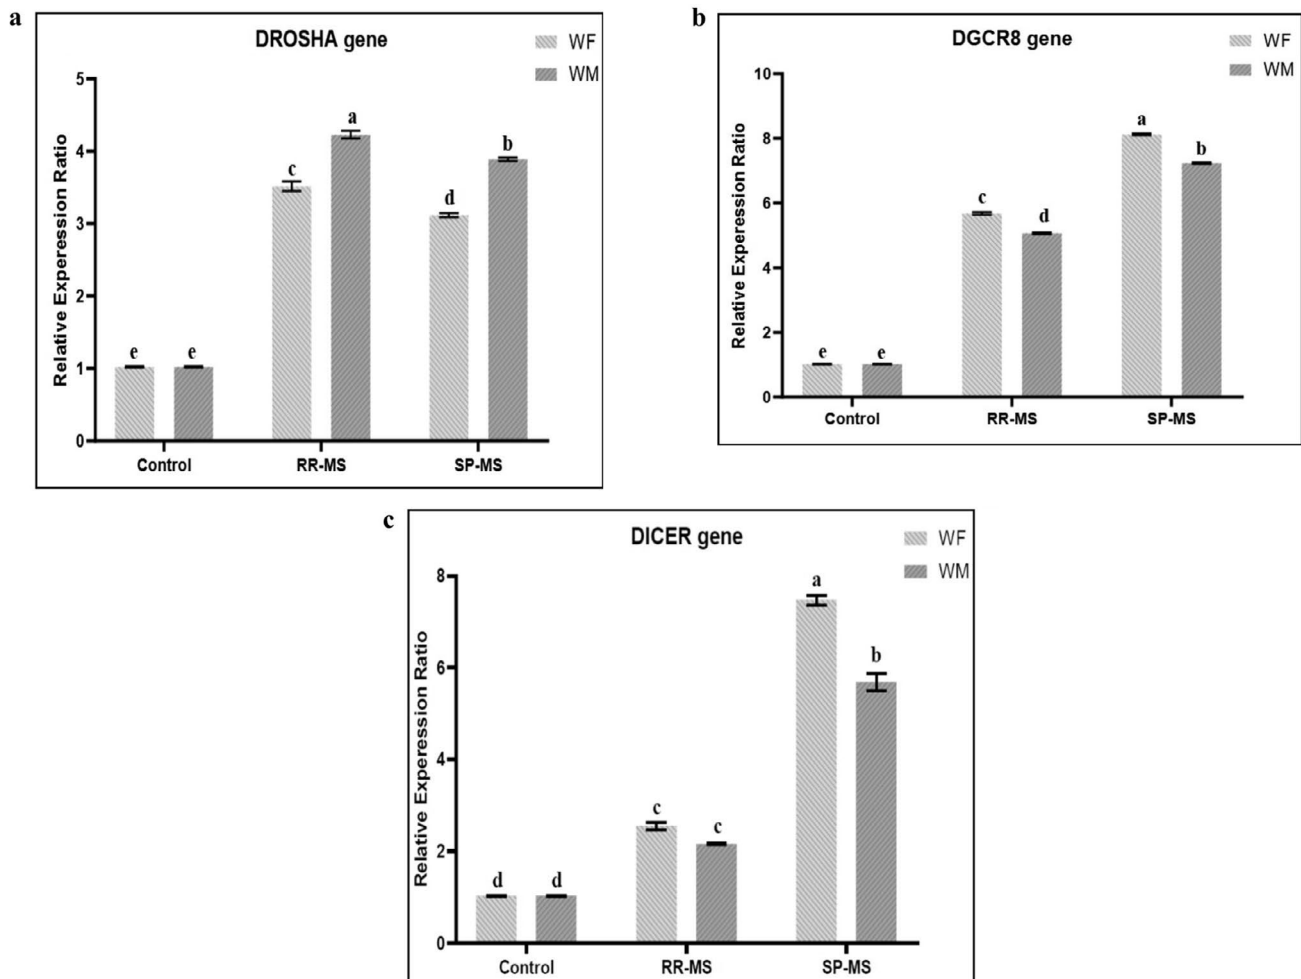 a
DROSHA gene
WF
WM
Relative Experession Ratio
5
4
3
2
1
0
e e c a d b
Control RR-MS SP-MS
b
DGCR8 gene
WF
WM
Relative Experession Ratio
10
8
6
4
2
0
e e c d a b
Control RR-MS SP-MS
c
DICER gene
WF
WM
Relative Experession Ratio
8
6
4
2
0
d d c c a b
Control RR-MS SP-MS